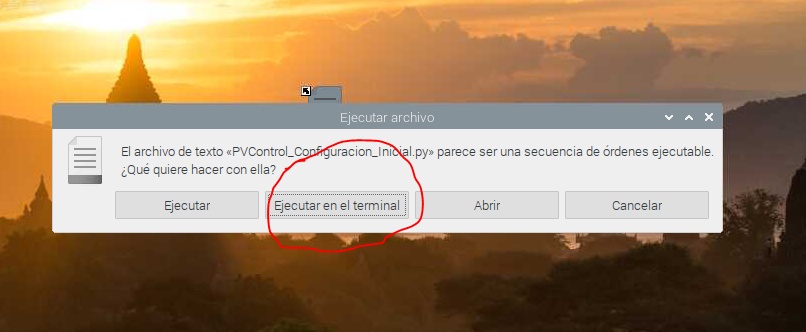 Ejecutar archivo
El archivo de texto «PVControl_Configuracion_Inicial.py» parece ser una secuencia de órdenes ejecutable.
¿Qué quiere hacer con ella?
Ejecutar
Ejecutar en el terminal
Abrir
Cancelar